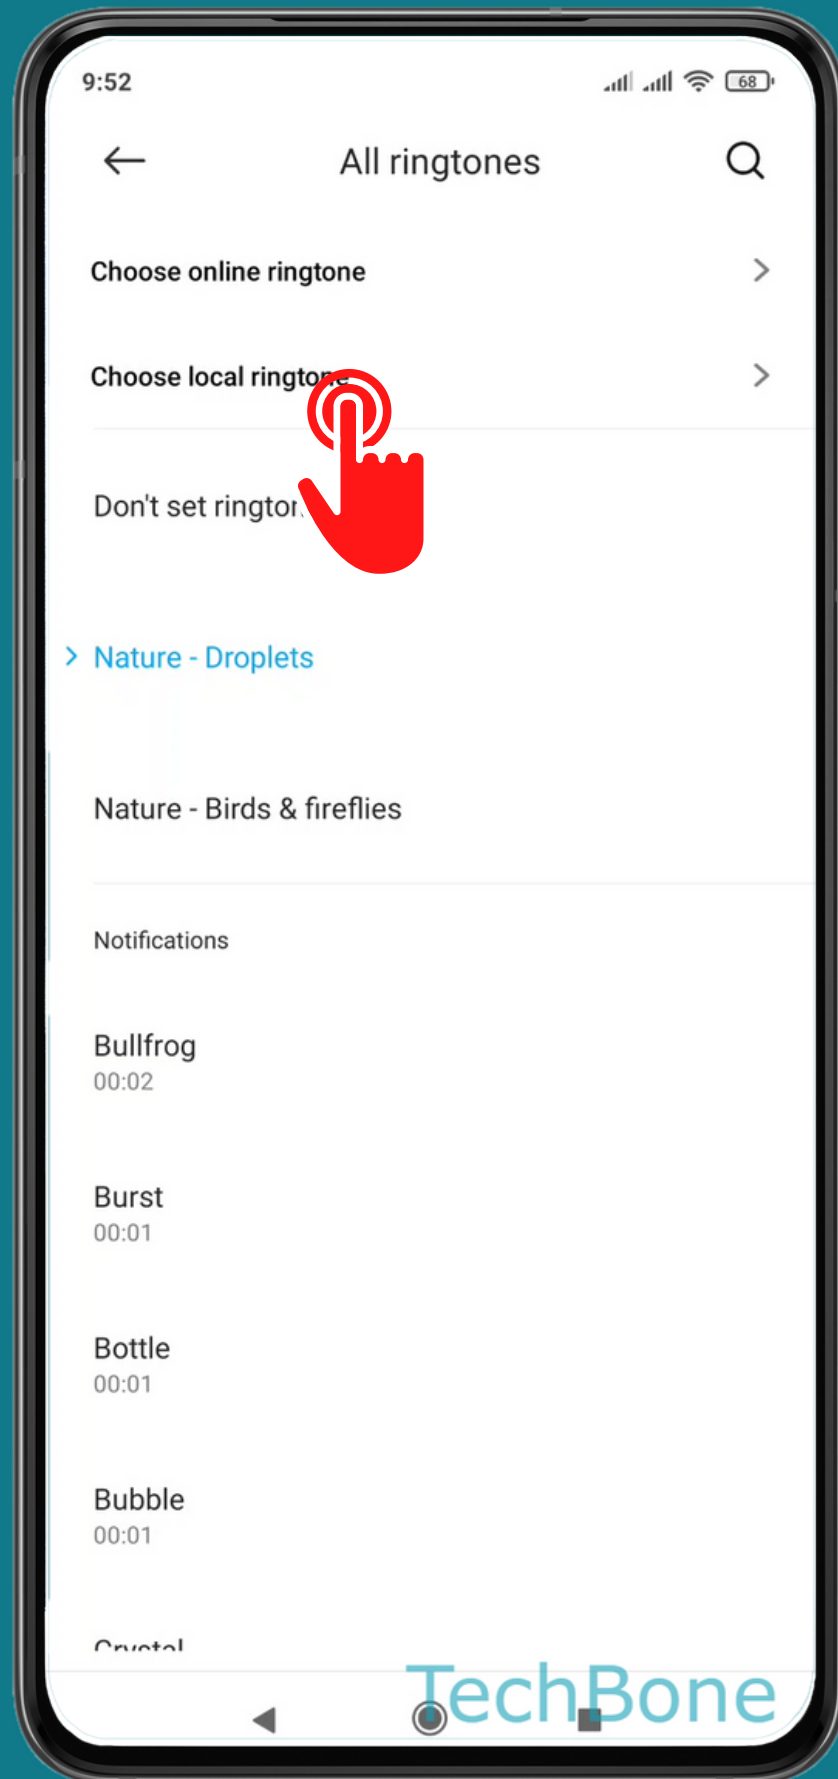 9:52
68
All ringtones
Choose online ringtone
Choose local ringtone
Don't set
Nature - Droplets
Nature - Birds & fireflies
Notifications
Bullfrog
00:02
Burst
00:01
Bottle
00:01
Bubble
00:01
Crystal
TechBone